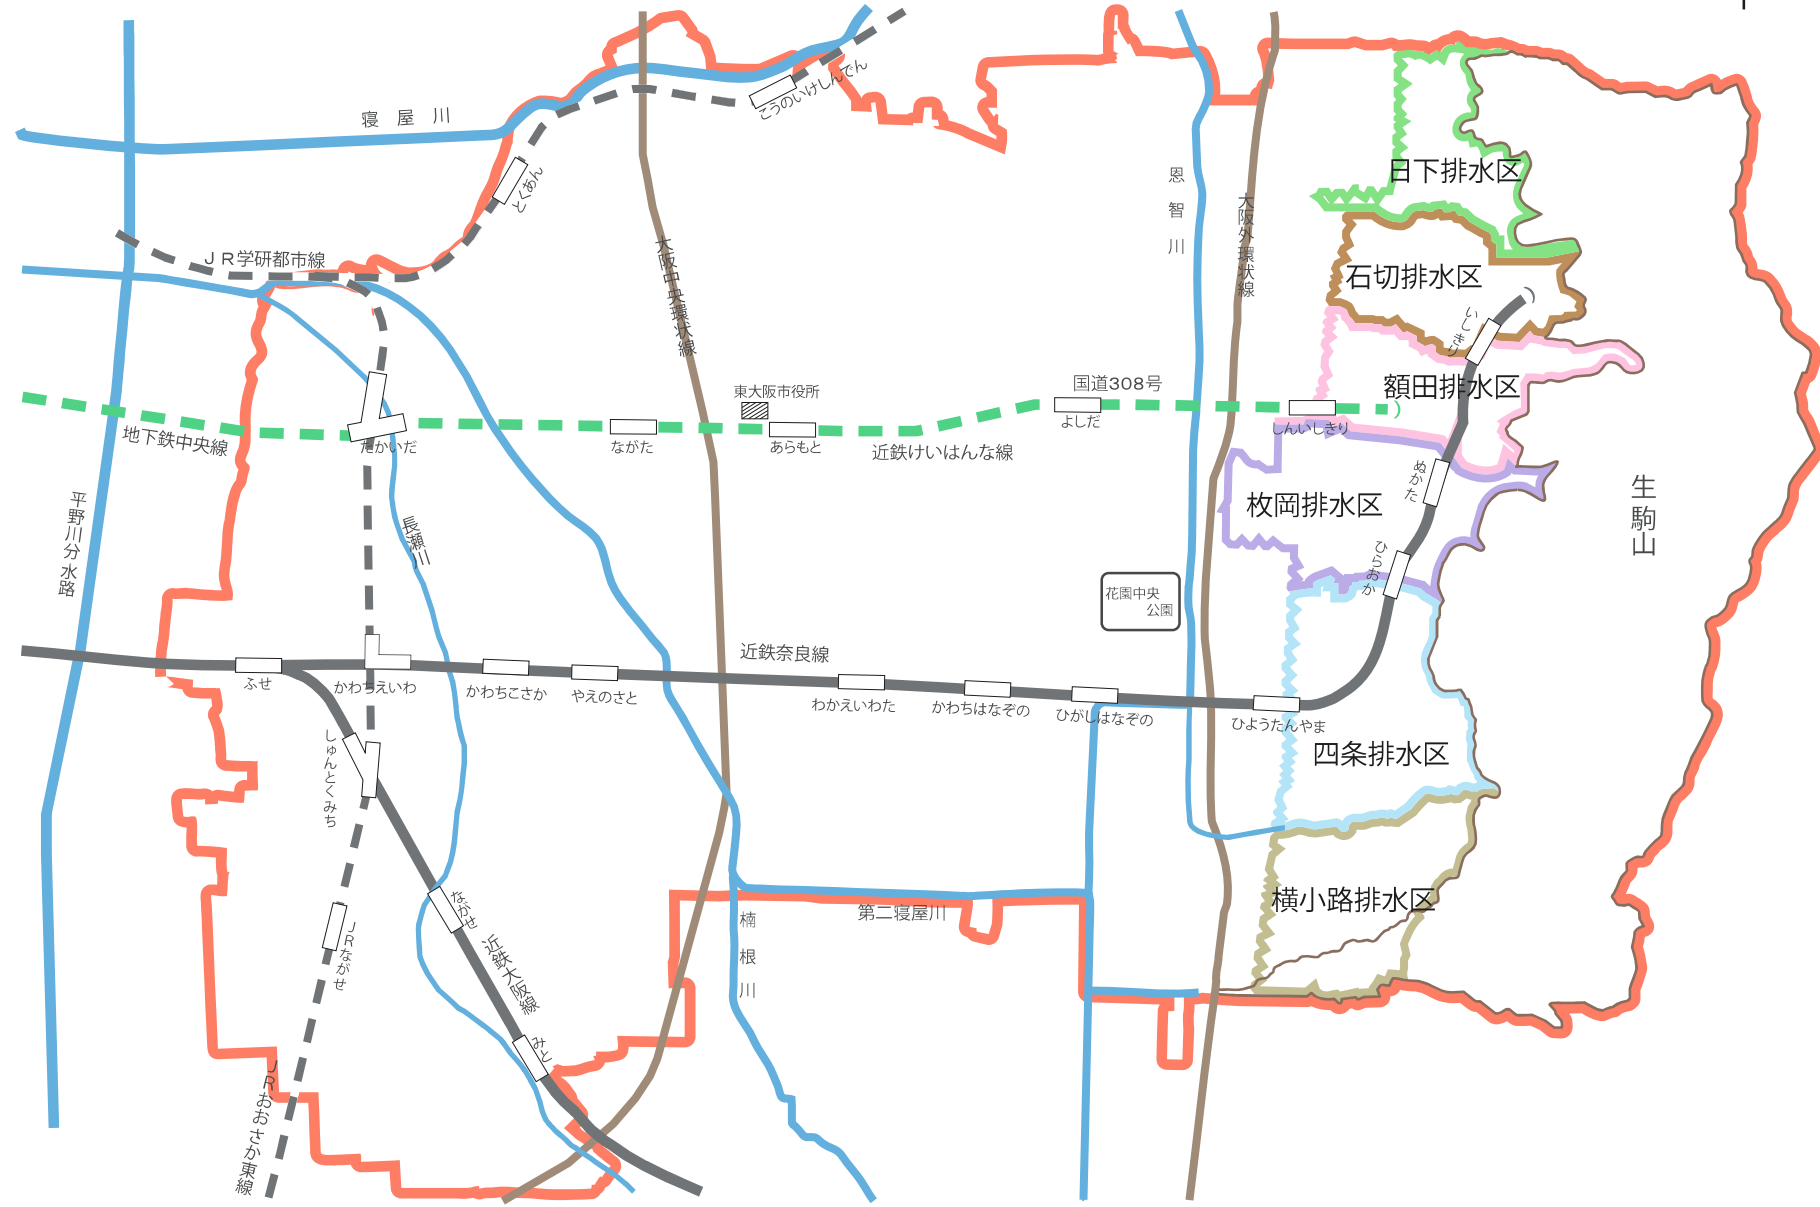 寝屋川
こうのいけしんでん
とくあん
ＪＲ学研都市線
大阪中央環状線
恩智川
大阪外環状線
日下排水区
石切排水区
いしきり
額田排水区
国道308号
東大阪市役所
地下鉄中央線
たかいだ
ながた
あらもと
近鉄けいはんな線
よしだ
しんいしきり
ぬかた
枚岡排水区
生駒山
平野川分水路
長瀬川
ひらおか
花園中央
公園
近鉄奈良線
ふせ
かわちえいわ
かわちこさか
やえのさと
わかえいわた
かわちはなぞの
ひがしはなぞの
ひようたんやま
しゅんとくみち
四条排水区
ながせ
ＪＲながせ
近鉄大阪線
楠根川
第二寝屋川
横小路排水区
みと
ＪＲおおさか東線